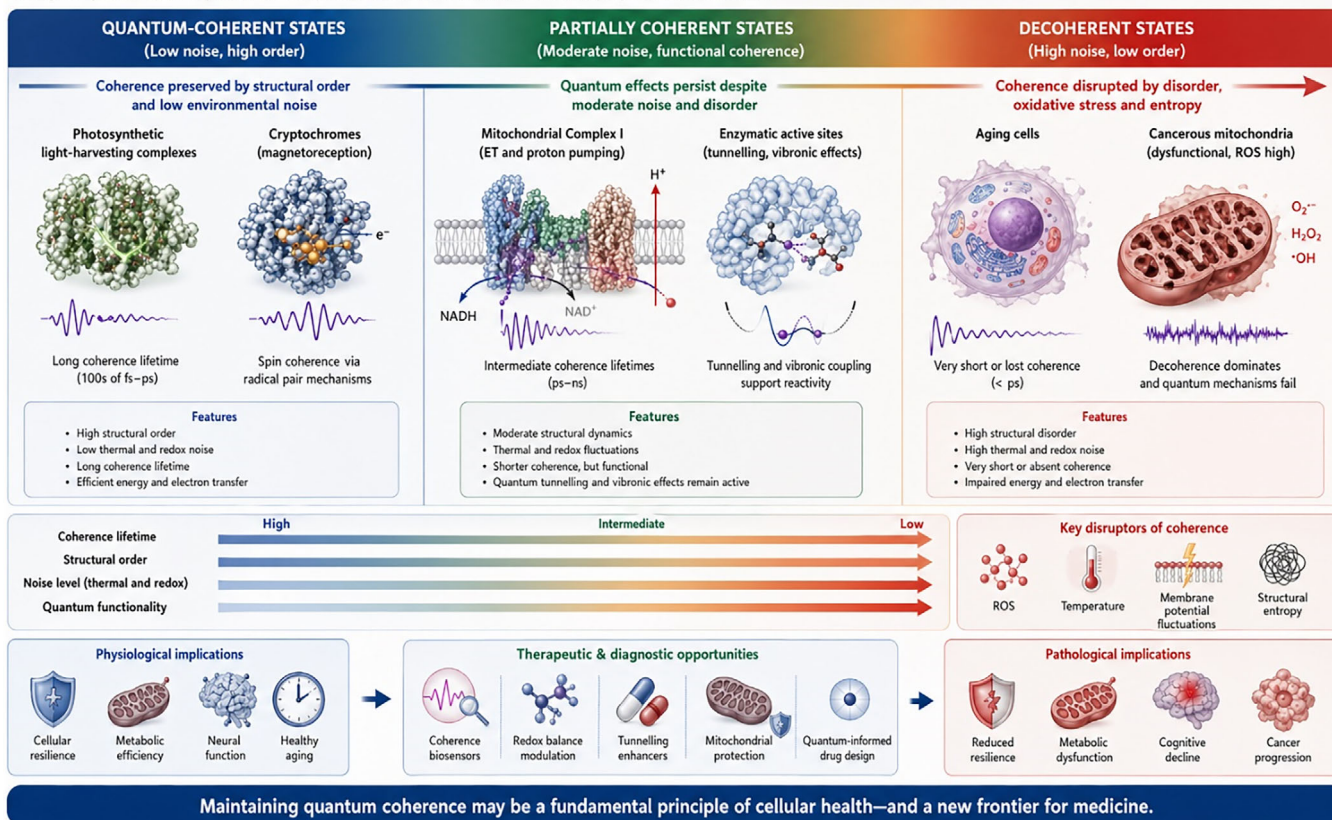 QUANTUM-COHERENT STATES
(Low noise, high order)
PARTIALLY COHERENT STATES
(Moderate noise, functional coherence)
DECOHERENT STATES
(High noise, low order)
Coherence preserved by structural order
and low environmental noise
Quantum effects persist despite
moderate noise and disorder
Coherence disrupted by disorder,
oxidative stress and entropy
Photosynthetic
light-harvesting complexes
Cryptochromes
(magnetoreception)
Mitochondrial Complex I
(ET and proton pumping)
Enzymatic active sites
(tunnelling, vibronic effects)
Aging cells
Cancerous mitochondria
(dysfunctional, ROS high)
e⁻
H⁺
NADH
NAD⁺
O₂•⁻
H₂O₂
•OH
Long coherence lifetime
(100s of fs–ps)
Spin coherence via
radical pair mechanisms
Intermediate coherence lifetimes
(ps–ns)
Tunnelling and vibronic coupling
support reactivity
Very short or lost coherence
(< ps)
Decoherence dominates
and quantum mechanisms fail
Features
• High structural order
• Low thermal and redox noise
• Long coherence lifetime
• Efficient energy and electron transfer
Features
• Moderate structural dynamics
• Thermal and redox fluctuations
• Shorter coherence, but functional
• Quantum tunnelling and vibronic effects remain active
Features
• High structural disorder
• High thermal and redox noise
• Very short or absent coherence
• Impaired energy and electron transfer
High
Intermediate
Low
Coherence lifetime
Structural order
Noise level (thermal and redox)
Quantum functionality
Key disruptors of coherence
ROS
Temperature
Membrane
potential
fluctuations
Structural
entropy
Physiological implications
Cellular
resilience
Metabolic
efficiency
Neural
function
Healthy
aging
Therapeutic & diagnostic opportunities
Coherence
biosensors
Redox balance
modulation
Tunnelling
enhancers
Mitochondrial
protection
Quantum-informed
drug design
Pathological implications
Reduced
resilience
Metabolic
dysfunction
Cognitive
decline
Cancer
progression
Maintaining quantum coherence may be a fundamental principle of cellular health—and a new frontier for medicine.